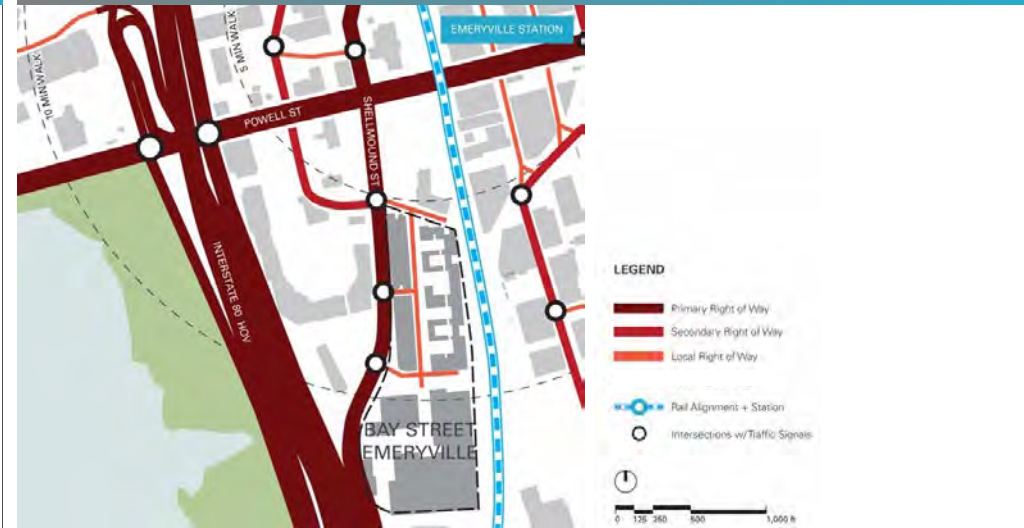 EMERYVILLE STATION
10 MIN WALK
5 MIN WALK
POWELL ST
SHELLMOUND ST
INTERSTATE 80 HOV
BAY STREET
EMERYVILLE
LEGEND
Primary Right of Way
Secondary Right of Way
Local Right of Way
Rail Alignment + Station
Intersections w/Traffic Signals
0 125 250 500 1,000 ft